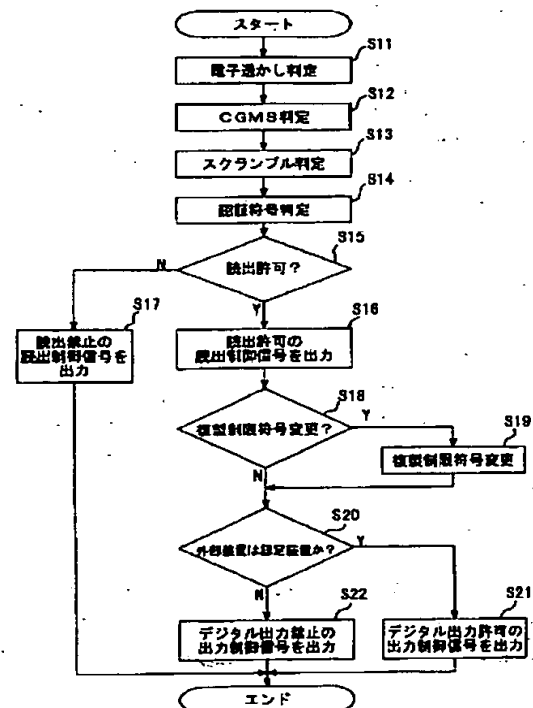 スタート
S11
電子透かし判定
S12
CGMS判定
S13
スクランブル判定
S14
認証符号判定
S15
読出許可?
N
Y
S17
読出禁止の
読出制御信号を
出力
S16
読出許可の
読出制御信号を出力
S18
複製制限符号変更?
Y
N
S19
複製制限符号変更
S20
外部装置は認定装置か?
Y
N
S22
デジタル出力禁止の
出力制御信号を出力
S21
デジタル出力許可の
出力制御信号を出力
エンド